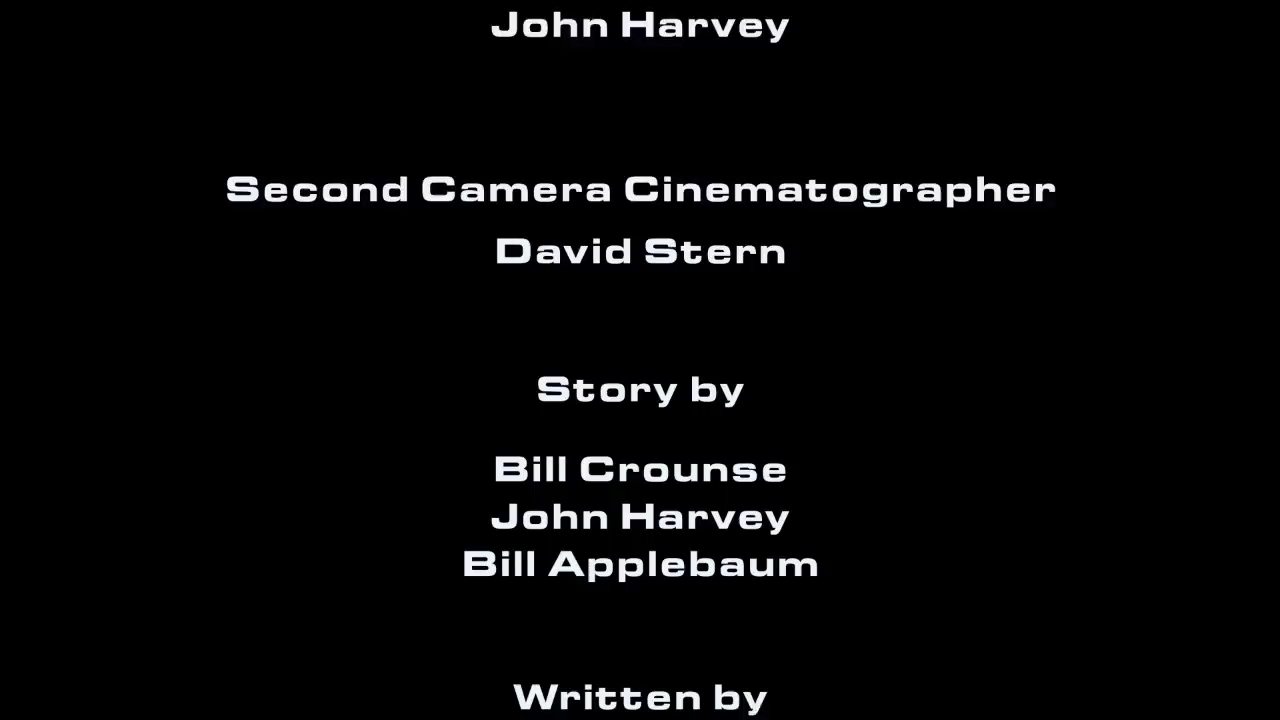 John Harvey
Second Camera Cinematographer
David Stern
Story by
Bill Crounse
John Harvey
Bill Applebaum
Written by